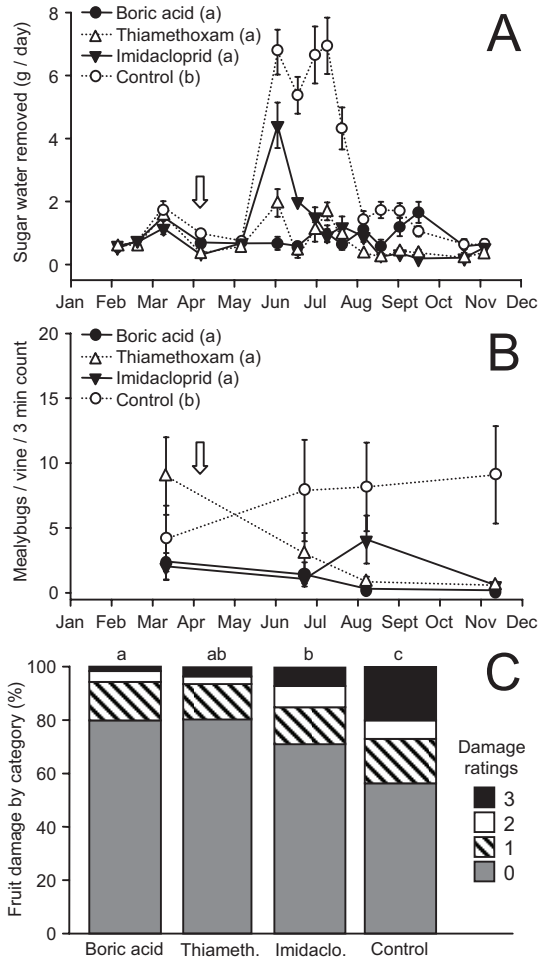 A
Boric acid (a)
Thiamethoxam (a)
Imidacloprid (a)
Control (b)
Sugar water removed (g / day)
8
6
4
2
0
Jan Feb Mar Apr May Jun Jul Aug Sept Oct Nov Dec
B
Boric acid (a)
Thiamethoxam (a)
Imidacloprid (a)
Control (b)
Mealybugs / vine / 3 min count
20
15
10
5
0
Jan Feb Mar Apr May Jun Jul Aug Sept Oct Nov Dec
C
a ab b c
Fruit damage by category (%)
100
80
60
40
20
0
Boric acid Thiameth. Imidaclo. Control
Damage
ratings
3
2
1
0